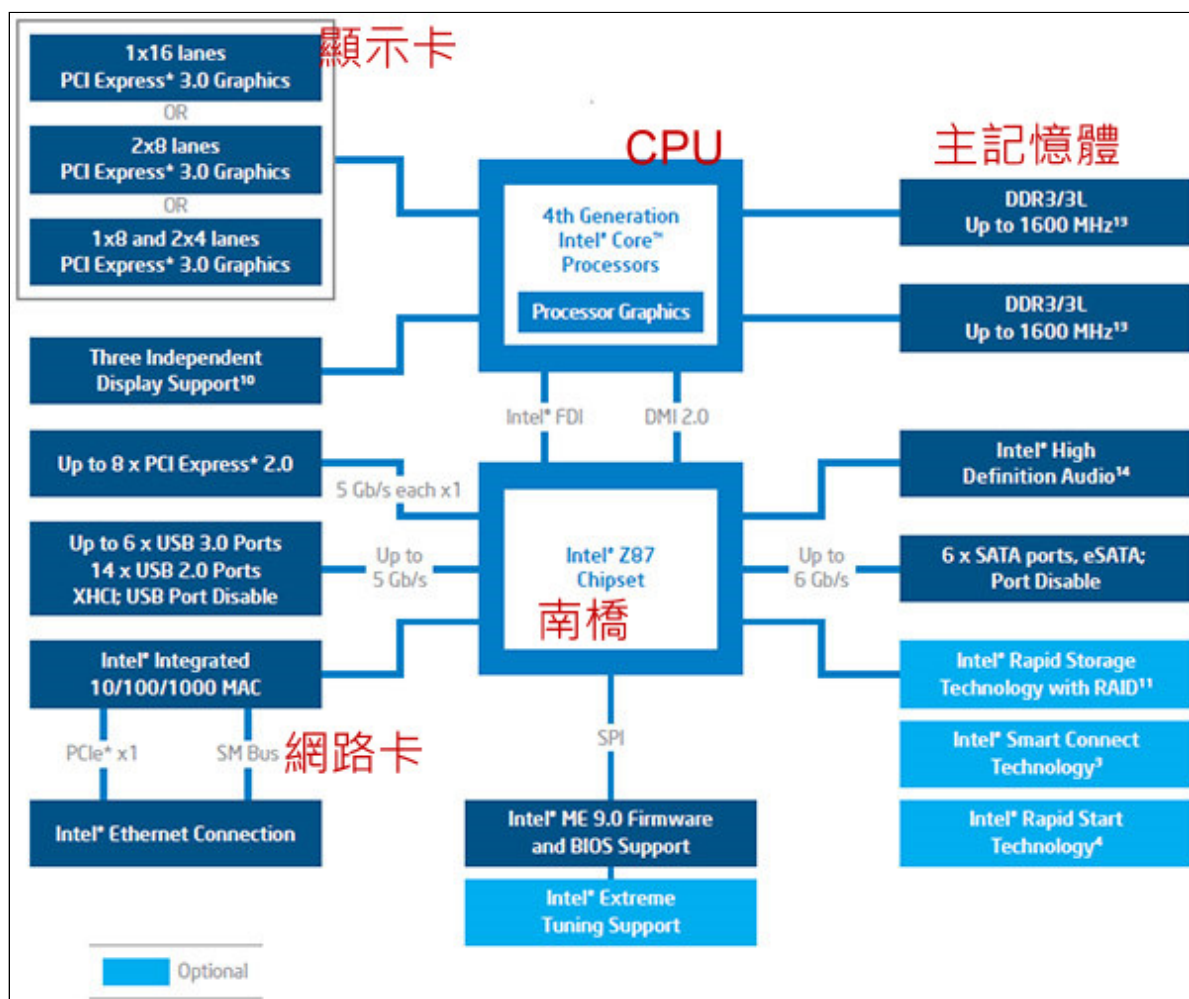 1x16 lanes
PCI Express* 3.0 Graphics
OR
2x8 lanes
PCI Express* 3.0 Graphics
OR
1x8 and 2x4 lanes
PCI Express* 3.0 Graphics
顯示卡
CPU
4th Generation
Intel® Core™
Processors
Processor Graphics
主記憶體
DDR3/3L
Up to 1600 MHz¹³
DDR3/3L
Up to 1600 MHz¹³
Three Independent
Display Support¹⁰
Intel® FDI
DMI 2.0
Up to 8 x PCI Express* 2.0
5 Gb/s each x1
Intel® High
Definition Audio¹⁴
Up to 6 x USB 3.0 Ports
14 x USB 2.0 Ports
XHCI; USB Port Disable
Up to
5 Gb/s
Intel® Z87
Chipset
南橋
Up to
6 Gb/s
6 x SATA ports, eSATA;
Port Disable
Intel® Integrated
10/100/1000 MAC
Intel® Rapid Storage
Technology with RAID¹¹
PCIe* x1
SM Bus
網路卡
SPI
Intel® Smart Connect
Technology³
Intel® Ethernet Connection
Intel® ME 9.0 Firmware
and BIOS Support
Intel® Rapid Start
Technology⁴
Intel® Extreme
Tuning Support
Optional